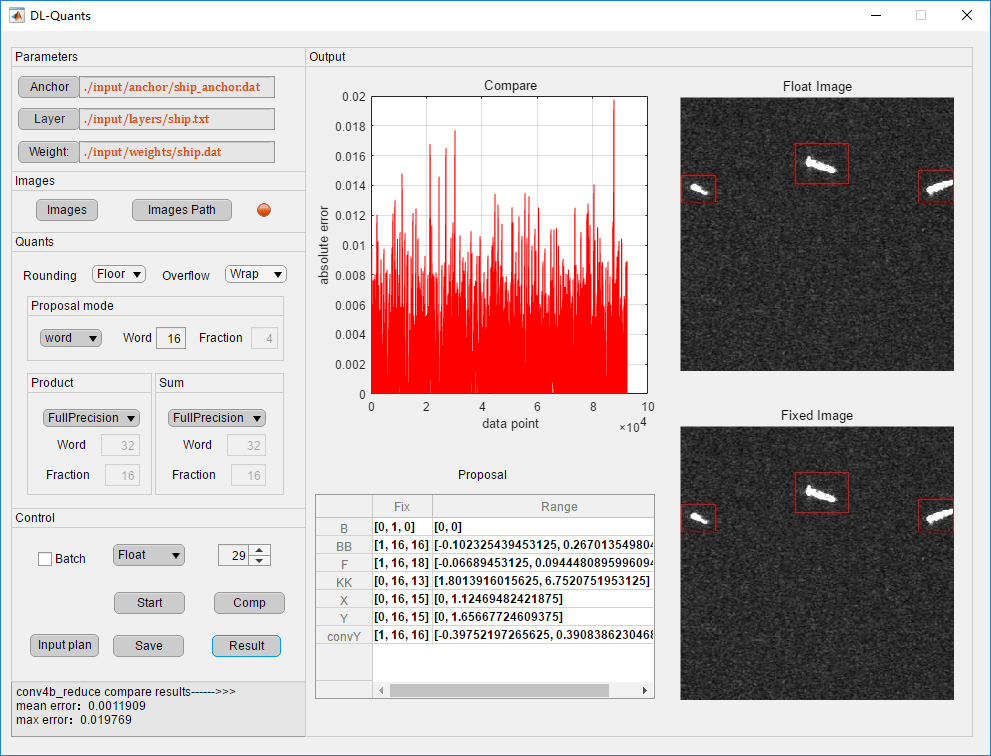 DL-Quants
Parameters
Anchor ./input/anchor/ship_anchor.dat
Layer ./input/layers/ship.txt
Weight: ./input/weights/ship.dat
Images
Images Images Path
Quants
Rounding Floor Overflow Wrap
Proposal mode
word Word 16 Fraction 4
Product Sum
FullPrecision FullPrecision
Word 32 Word 32
Fraction 16 Fraction 16
Control
Batch Float 29
Start Comp
Input plan Save Result
conv4b_reduce compare results------>>>
mean error: 0.0011909
max error: 0.019769
Output
Compare
absolute error
0.02
0.018
0.016
0.014
0.012
0.01
0.008
0.006
0.004
0.002
0
0 2 4 6 8 10
data point ×10⁴
Proposal
Fix Range
B [0, 1, 0] [0, 0]
BB [1, 16, 16] [-0.102325439453125, 0.267013549804
F [1, 16, 18] [-0.06689453125, 0.0944480895996094
KK [0, 16, 13] [1.8013916015625, 6.7520751953125]
X [0, 16, 15] [0, 1.12469482421875]
Y [0, 16, 15] [0, 1.65667724609375]
convY [1, 16, 16] [-0.39752197265625, 0.3908386230468
Float Image
Fixed Image